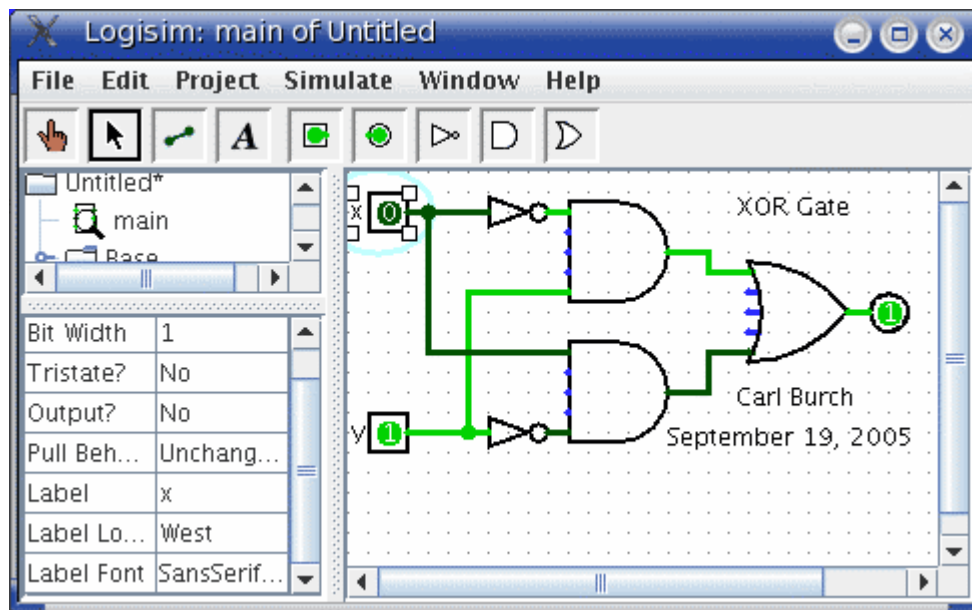 Logisim: main of Untitled
File Edit Project Simulate Window Help
A
Untitled*
main
Base
Bit Width 1
Tristate? No
Output? No
Pull Beh... Unchang...
Label x
Label Lo... West
Label Font SansSerif...
x 0
XOR Gate
1
Carl Burch
y 1
September 19, 2005